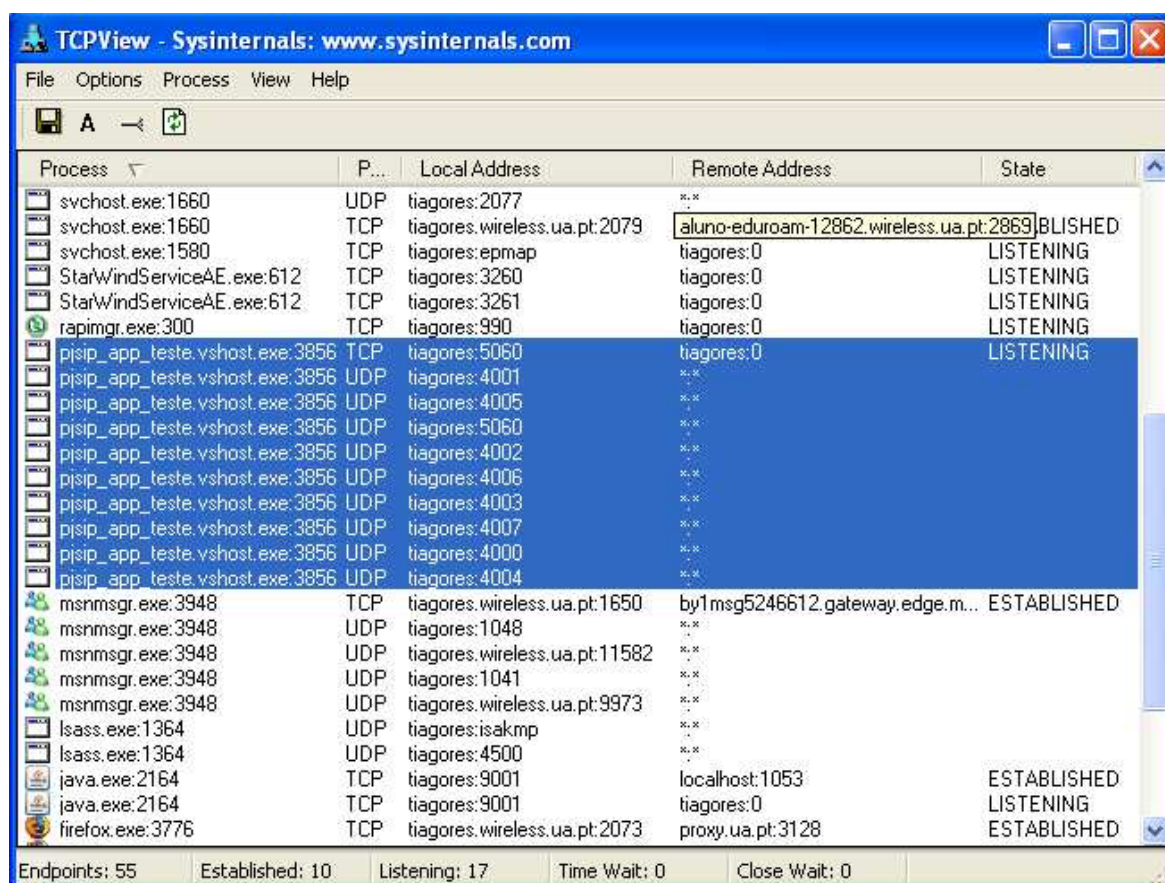 TCPView - Sysinternals: www.sysinternals.com
File Options Process View Help
A
Process P... Local Address Remote Address State
svchost.exe:1660 UDP tiagores:2077 *:*
svchost.exe:1660 TCP tiagores.wireless.ua.pt:2079 aluno-eduroam-12862.wireless.ua.pt:2869 BLISHED
svchost.exe:1580 TCP tiagores:epmap tiagores:0 LISTENING
StarWindServiceAE.exe:612 TCP tiagores:3260 tiagores:0 LISTENING
StarWindServiceAE.exe:612 TCP tiagores:3261 tiagores:0 LISTENING
rapimgr.exe:300 TCP tiagores:990 tiagores:0 LISTENING
pjsip_app_teste.vshost.exe:3856 TCP tiagores:5060 tiagores:0 LISTENING
pjsip_app_teste.vshost.exe:3856 UDP tiagores:4001 *:*
pjsip_app_teste.vshost.exe:3856 UDP tiagores:4005 *:*
pjsip_app_teste.vshost.exe:3856 UDP tiagores:5060 *:*
pjsip_app_teste.vshost.exe:3856 UDP tiagores:4002 *:*
pjsip_app_teste.vshost.exe:3856 UDP tiagores:4006 *:*
pjsip_app_teste.vshost.exe:3856 UDP tiagores:4003 *:*
pjsip_app_teste.vshost.exe:3856 UDP tiagores:4007 *:*
pjsip_app_teste.vshost.exe:3856 UDP tiagores:4000 *:*
pjsip_app_teste.vshost.exe:3856 UDP tiagores:4004 *:*
msnmsgr.exe:3948 TCP tiagores.wireless.ua.pt:1650 by1msg5246612.gateway.edge.m... ESTABLISHED
msnmsgr.exe:3948 UDP tiagores:1048 *:*
msnmsgr.exe:3948 UDP tiagores.wireless.ua.pt:11582 *:*
msnmsgr.exe:3948 UDP tiagores:1041 *:*
msnmsgr.exe:3948 UDP tiagores.wireless.ua.pt:9973 *:*
lsass.exe:1364 UDP tiagores:isakmp *:*
lsass.exe:1364 UDP tiagores:4500 *:*
java.exe:2164 TCP tiagores:9001 localhost:1053 ESTABLISHED
java.exe:2164 TCP tiagores:9001 tiagores:0 LISTENING
firefox.exe:3776 TCP tiagores.wireless.ua.pt:2073 proxy.ua.pt:3128 ESTABLISHED
Endpoints: 55 Established: 10 Listening: 17 Time Wait: 0 Close Wait: 0